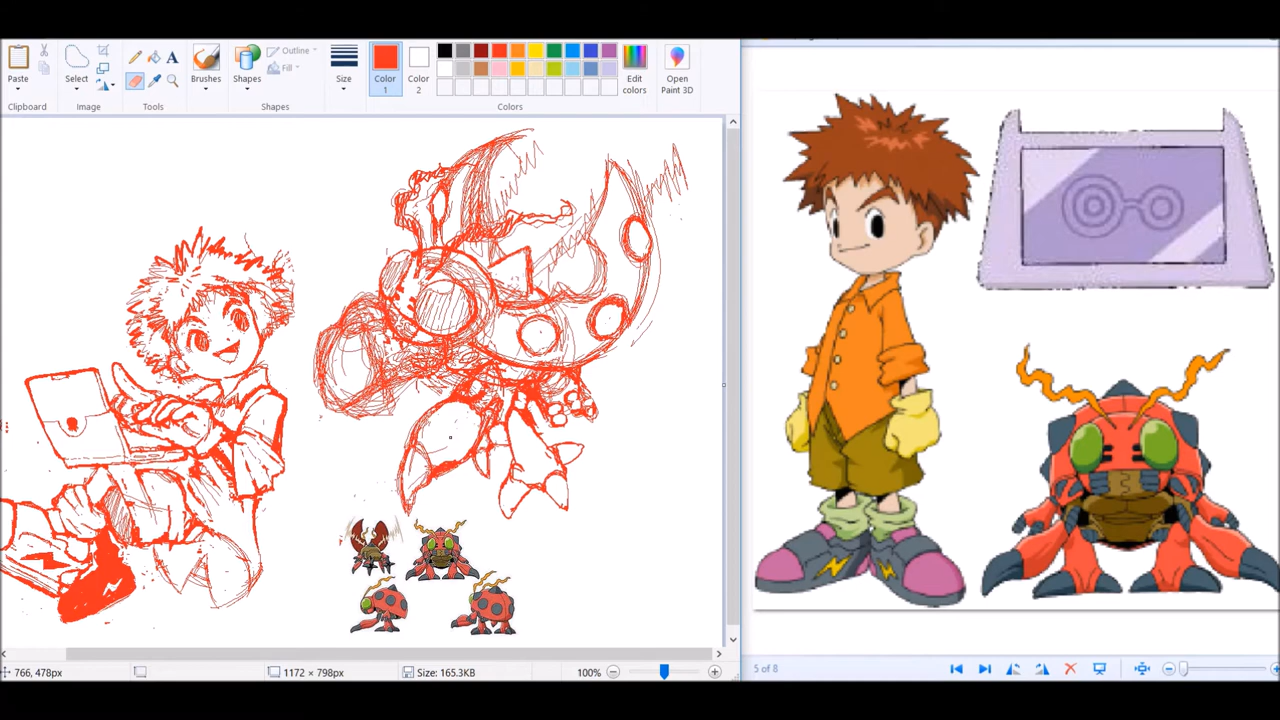 Paste
Select
Brushes
Shapes
Outline
Fill
Size
Color 1
Color 2
Edit colors
Open Paint 3D
Clipboard
Image
Tools
Shapes
Colors
766, 478px
1172 × 798px
Size: 165.3KB
100%
5 of 8